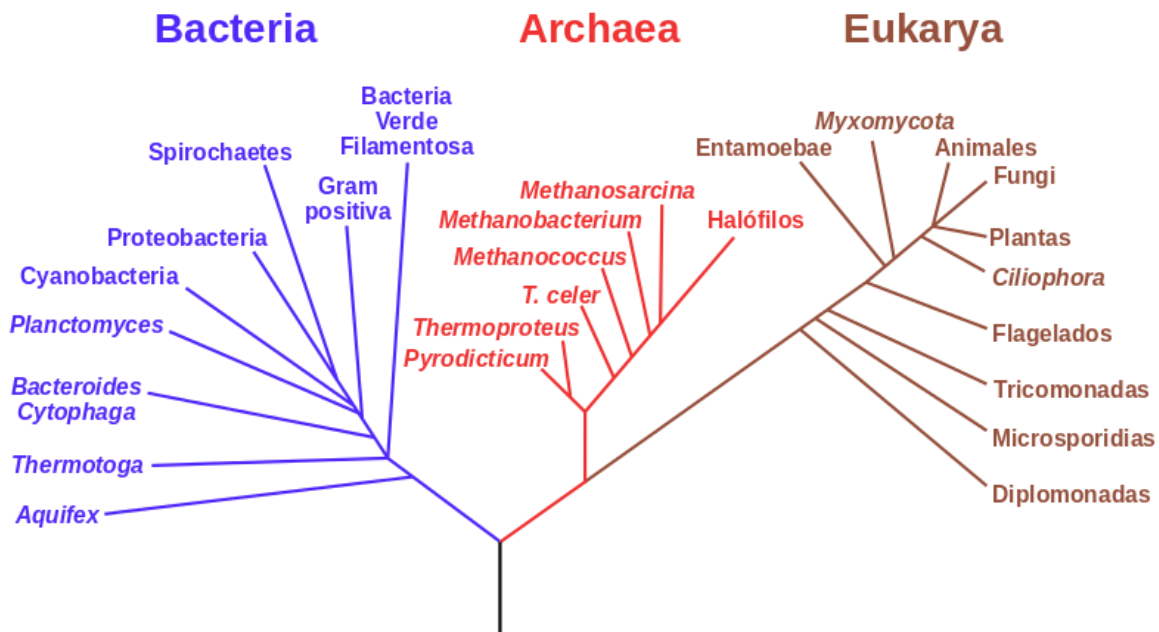 Bacteria
Archaea
Eukarya
Bacteria
Verde
Filamentosa
Spirochaetes
Gram
positiva
Proteobacteria
Cyanobacteria
Planctomyces
Bacteroides
Cytophaga
Thermotoga
Aquifex
Methanosarcina
Methanobacterium
Halófilos
Methanococcus
T. celer
Thermoproteus
Pyrodicticum
Myxomycota
Entamoebae
Animales
Fungi
Plantas
Ciliophora
Flagelados
Tricomonadas
Microsporidias
Diplomonadas